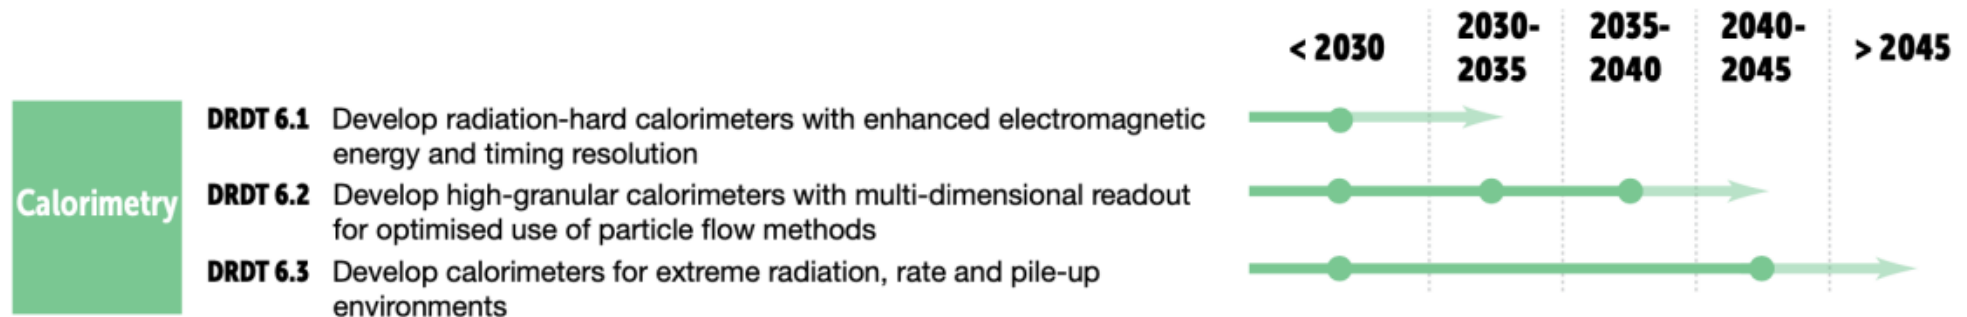 < 2030
2030-
2035
2035-
2040
2040-
2045
> 2045
Calorimetry
DRDT 6.1 Develop radiation-hard calorimeters with enhanced electromagnetic
energy and timing resolution
DRDT 6.2 Develop high-granular calorimeters with multi-dimensional readout
for optimised use of particle flow methods
DRDT 6.3 Develop calorimeters for extreme radiation, rate and pile-up
environments